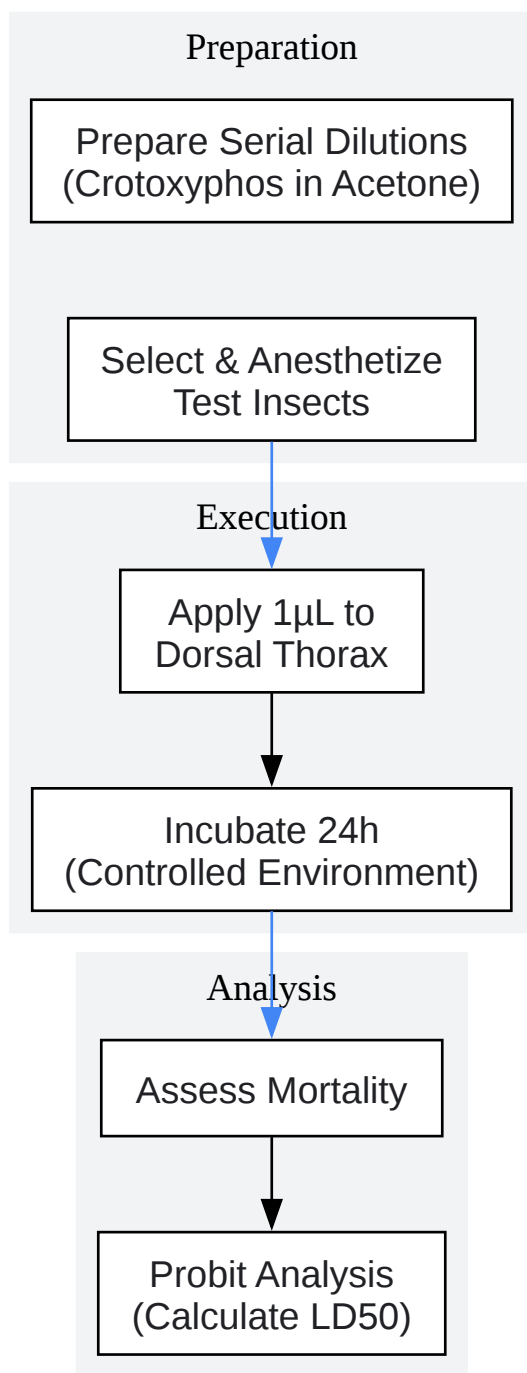 Preparation
Prepare Serial Dilutions
(Crotoxyphos in Acetone)
Select & Anesthetize
Test Insects
Execution
Apply 1µL to
Dorsal Thorax
Incubate 24h
(Controlled Environment)
Analysis
Assess Mortality
Probit Analysis
(Calculate LD50)